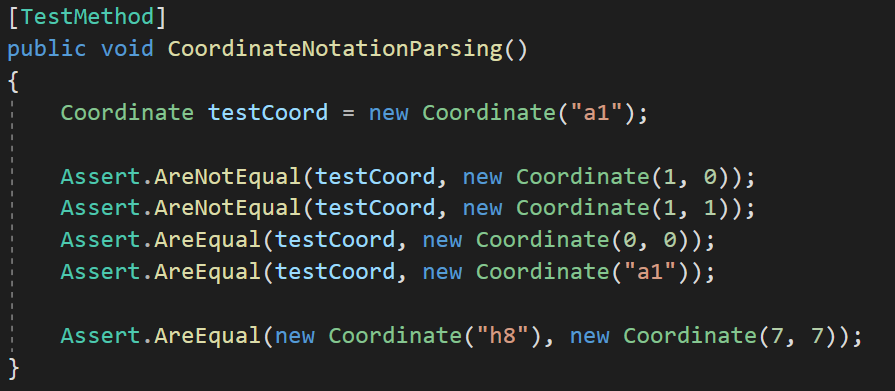 [TestMethod]
public void CoordinateNotationParsing()
{
Coordinate testCoord = new Coordinate("a1");
Assert.AreNotEqual(testCoord, new Coordinate(1, 0));
Assert.AreNotEqual(testCoord, new Coordinate(1, 1));
Assert.AreEqual(testCoord, new Coordinate(0, 0));
Assert.AreEqual(testCoord, new Coordinate("a1"));
Assert.AreEqual(new Coordinate("h8"), new Coordinate(7, 7));
}